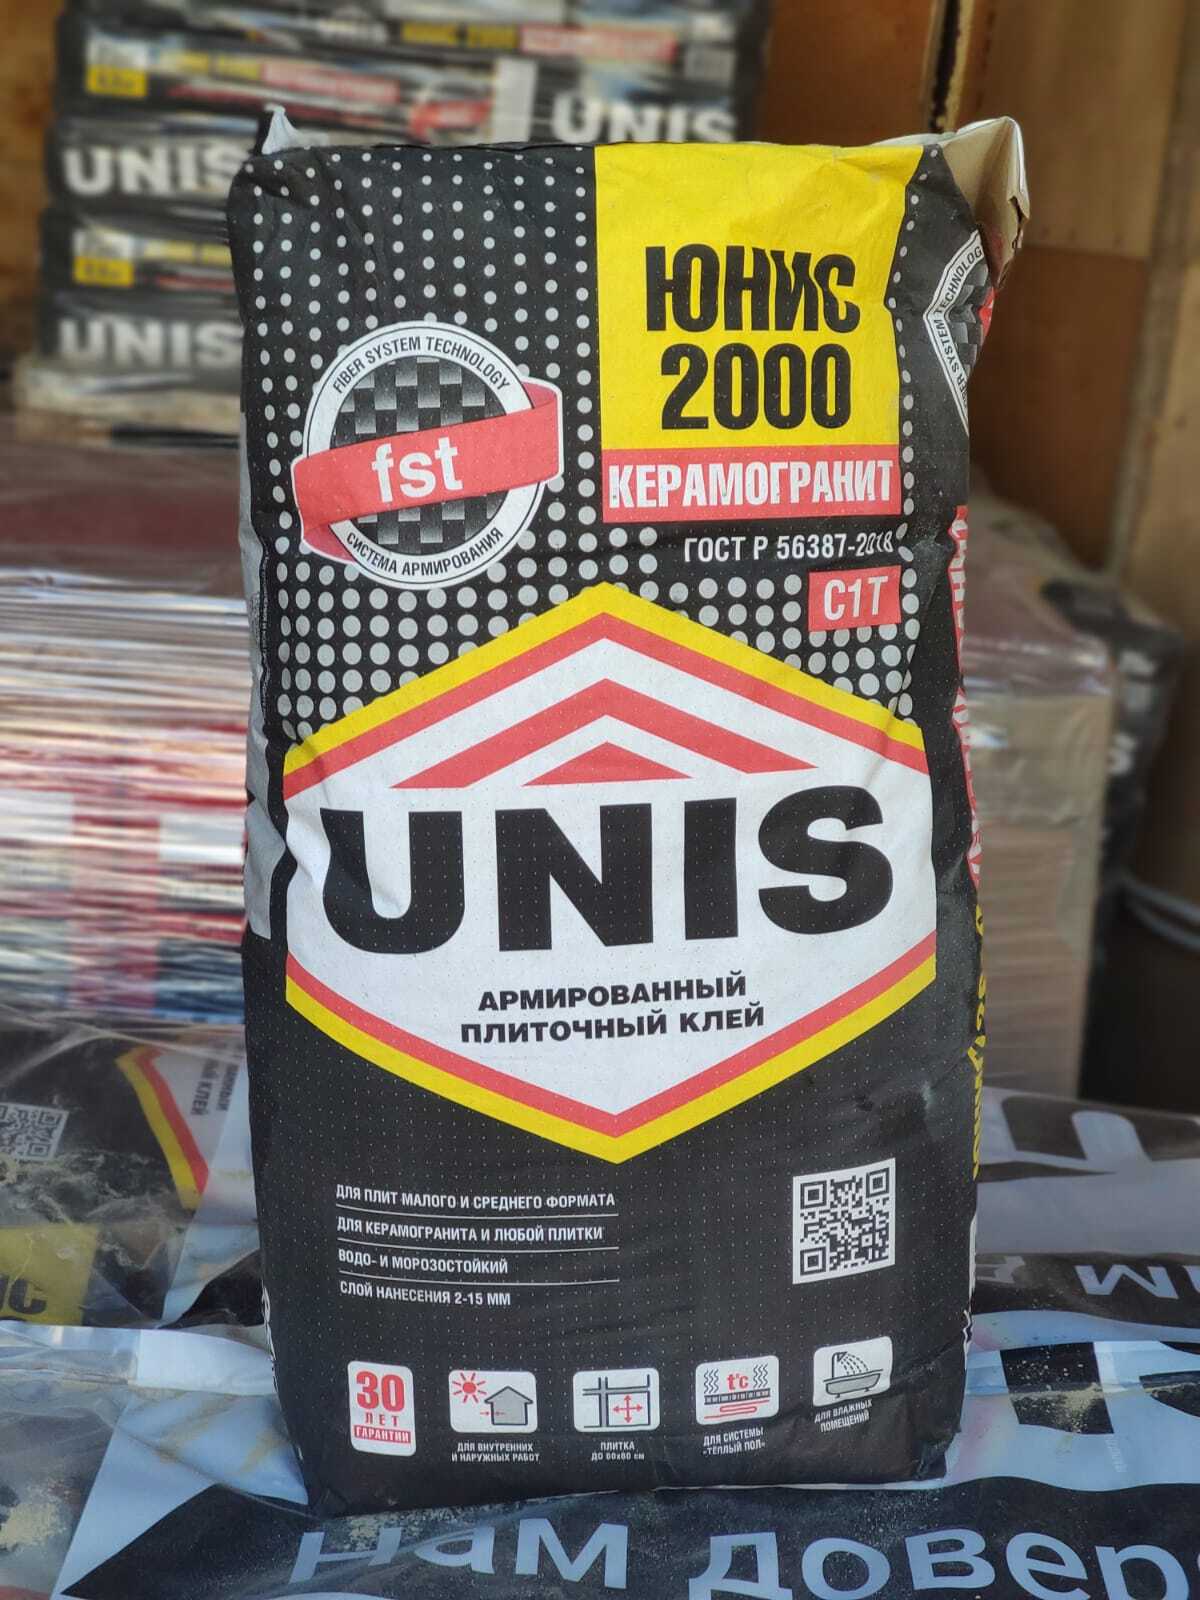 UNIS
UNIS
UNIS
ЮНИС
2000
КЕРАМОГРАНИТ
ГОСТ Р 56387-2018
C1T
FIBER SYSTEM TECHNOLOGY
fst
СИСТЕМА АРМИРОВАНИЯ
UNIS
АРМИРОВАННЫЙ
ПЛИТОЧНЫЙ КЛЕЙ
ДЛЯ ПЛИТ МАЛОГО И СРЕДНЕГО ФОРМАТА
ДЛЯ КЕРАМОГРАНИТА И ЛЮБОЙ ПЛИТКИ
ВОДО- И МОРОЗОСТОЙКИЙ
СЛОЙ НАНЕСЕНИЯ 2-15 ММ
30
ЛЕТ
ГАРАНТИИ
ДЛЯ ВНУТРЕННИХ
И НАРУЖНЫХ РАБОТ
ПЛИТКА
ДО 60х60 см
t°c
ДЛЯ СИСТЕМЫ
«ТЕПЛЫЙ ПОЛ»
ДЛЯ ВЛАЖНЫХ
ПОМЕЩЕНИЙ
нам довер